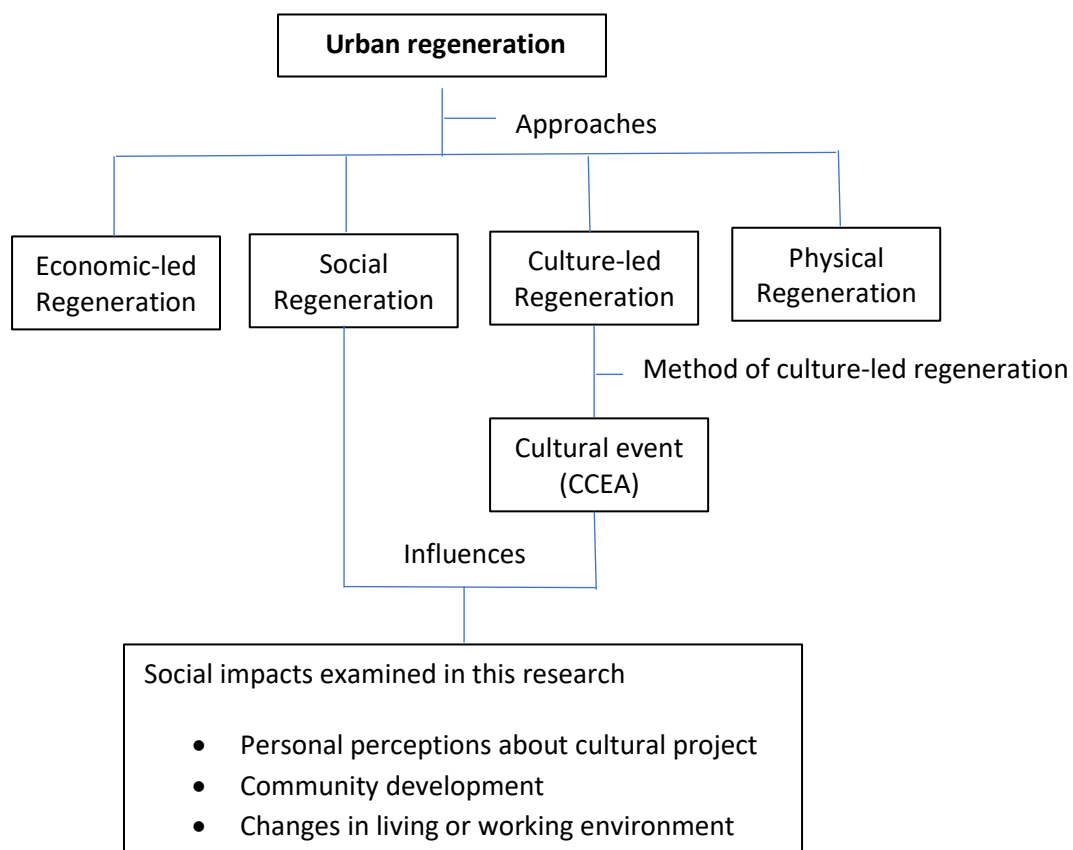 Urban regeneration
Approaches
Economic-led
Regeneration
Social
Regeneration
Culture-led
Regeneration
Physical
Regeneration
Method of culture-led regeneration
Cultural event
(CCEA)
Influences
Social impacts examined in this research
• Personal perceptions about cultural project
• Community development
• Changes in living or working environment